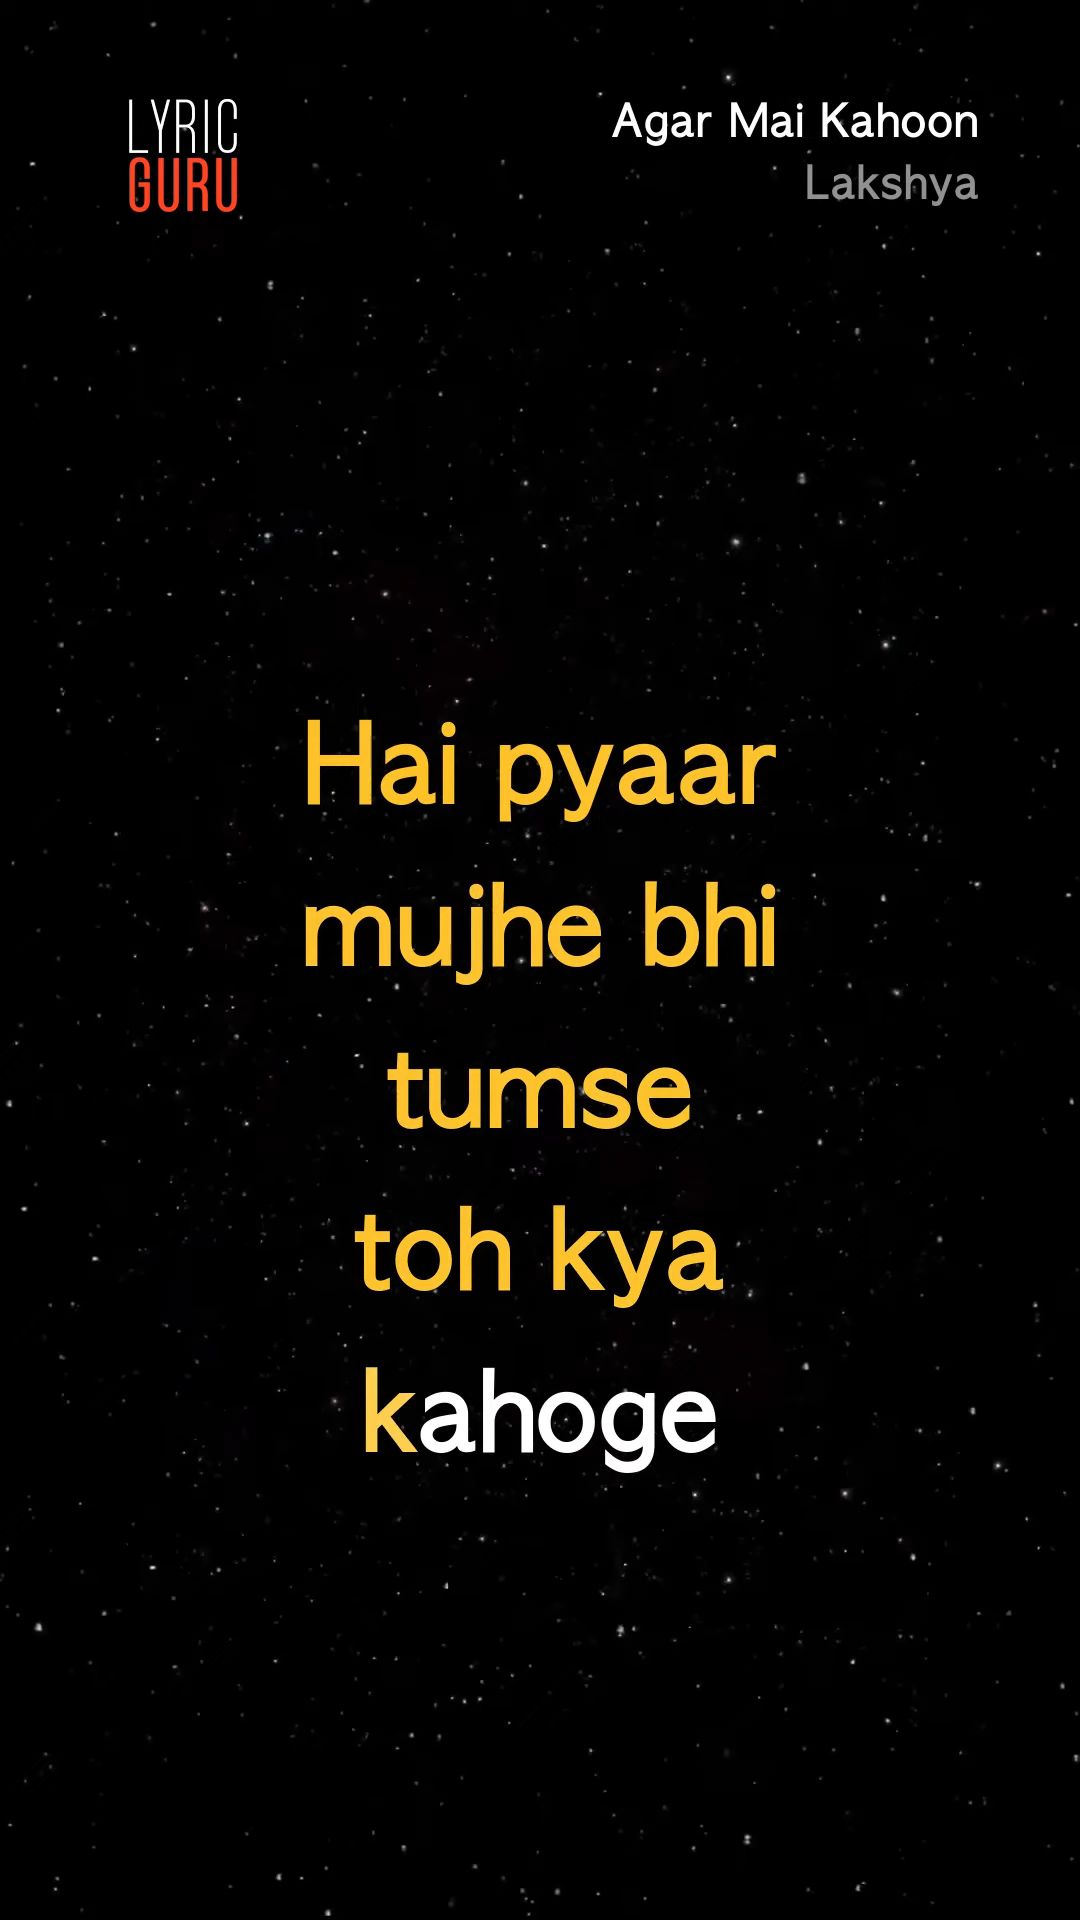 LYRIC
GURU
Agar Mai Kahoon
Lakshya
Hai pyaar
mujhe bhi
tumse
toh kya
kahoge